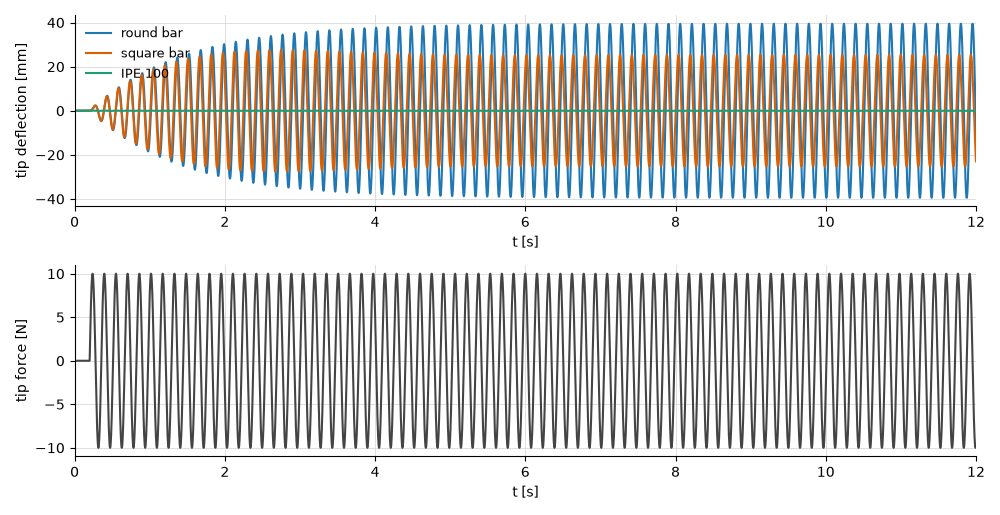 tip deflection [mm]
40
20
0
−20
−40
round bar
square bar
IPE 100
0 2 4 6 8 10 12
t [s]
tip force [N]
10
5
0
−5
−10
0 2 4 6 8 10 12
t [s]